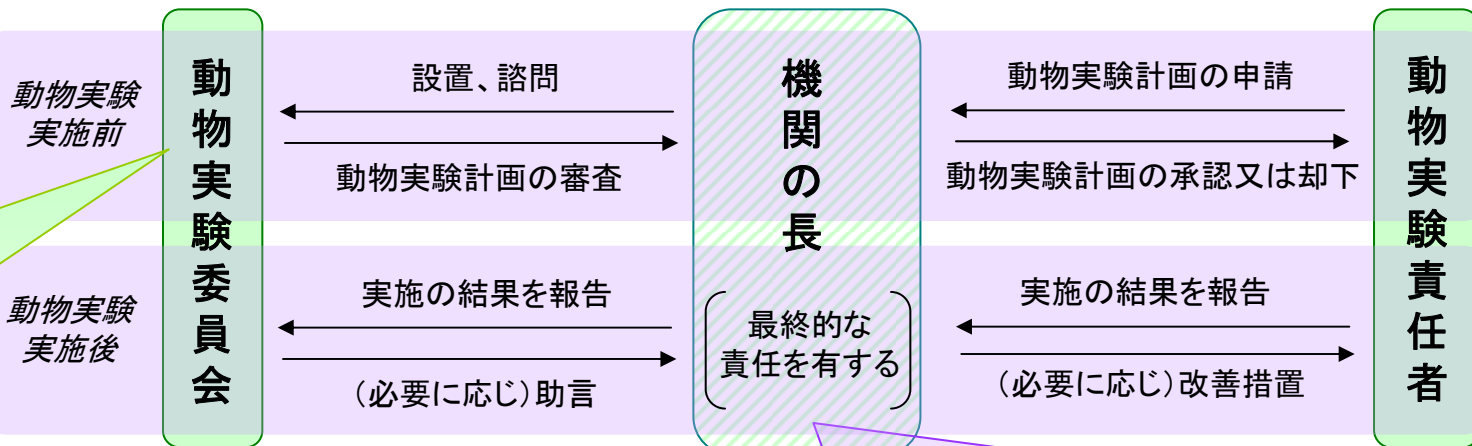 動物実験
実施前
動物実験委員会
設置、諮問
動物実験計画の審査
機関の長
動物実験計画の申請
動物実験計画の承認又は却下
動物実験責任者
動物実験
実施後
実施の結果を報告
(必要に応じ)助言
最終的な
責任を有する
実施の結果を報告
(必要に応じ)改善措置